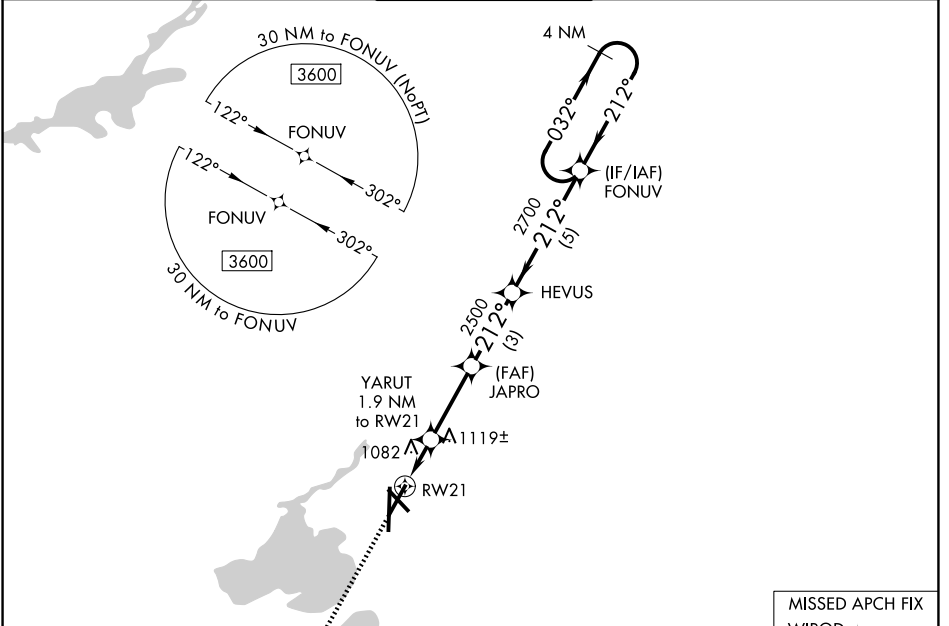 30 NM to FONUV (NoPT)
3600
122°
FONUV
302°
122°
FONUV
302°
3600
30 NM to FONUV
4 NM
032°
212°
(IF/IAF)
FONUV
2700
212°
(5)
HEVUS
2500
212°
(3)
(FAF)
JAPRO
YARUT
1.9 NM
to RW21
1119±
1082
RW21
MISSED APCH FIX